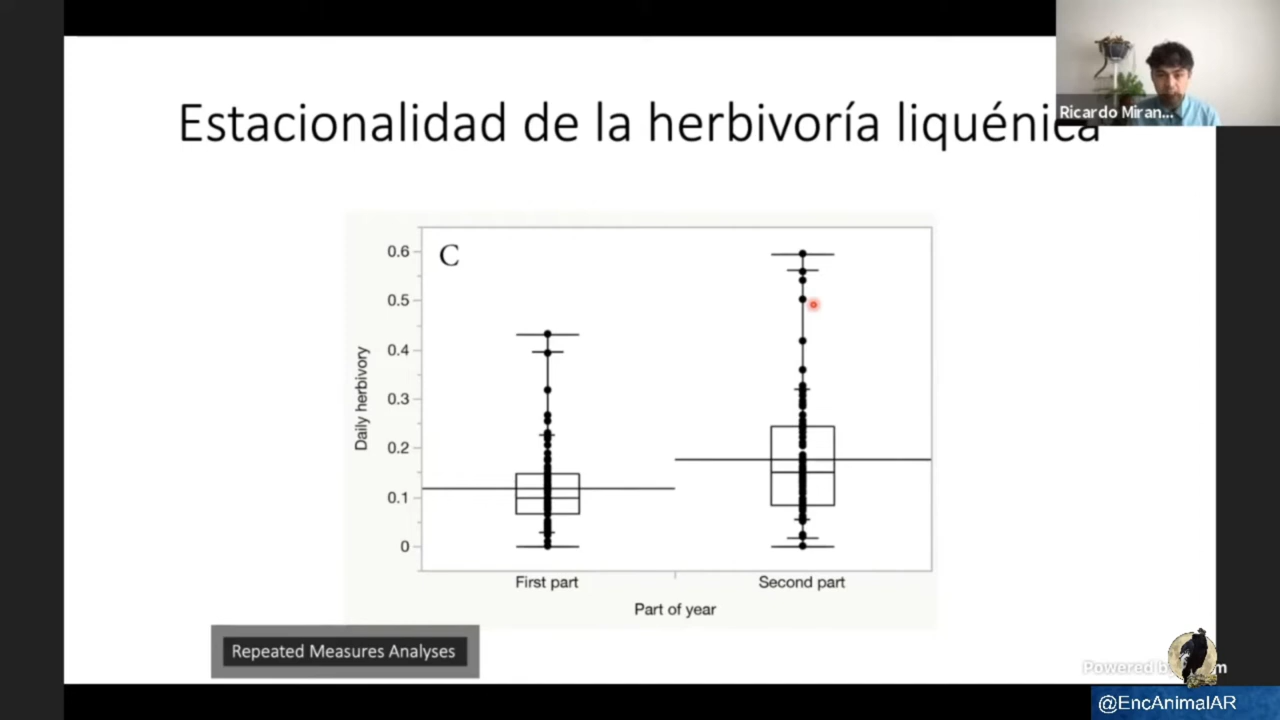 Estacionalidad de la herbivoría liquénica
Ricardo Miran...
C
0.6
0.5
0.4
0.3
0.2
0.1
0
Daily herbivory
First part
Second part
Part of year
Repeated Measures Analyses
Powered b
m
@EncAnimalAR